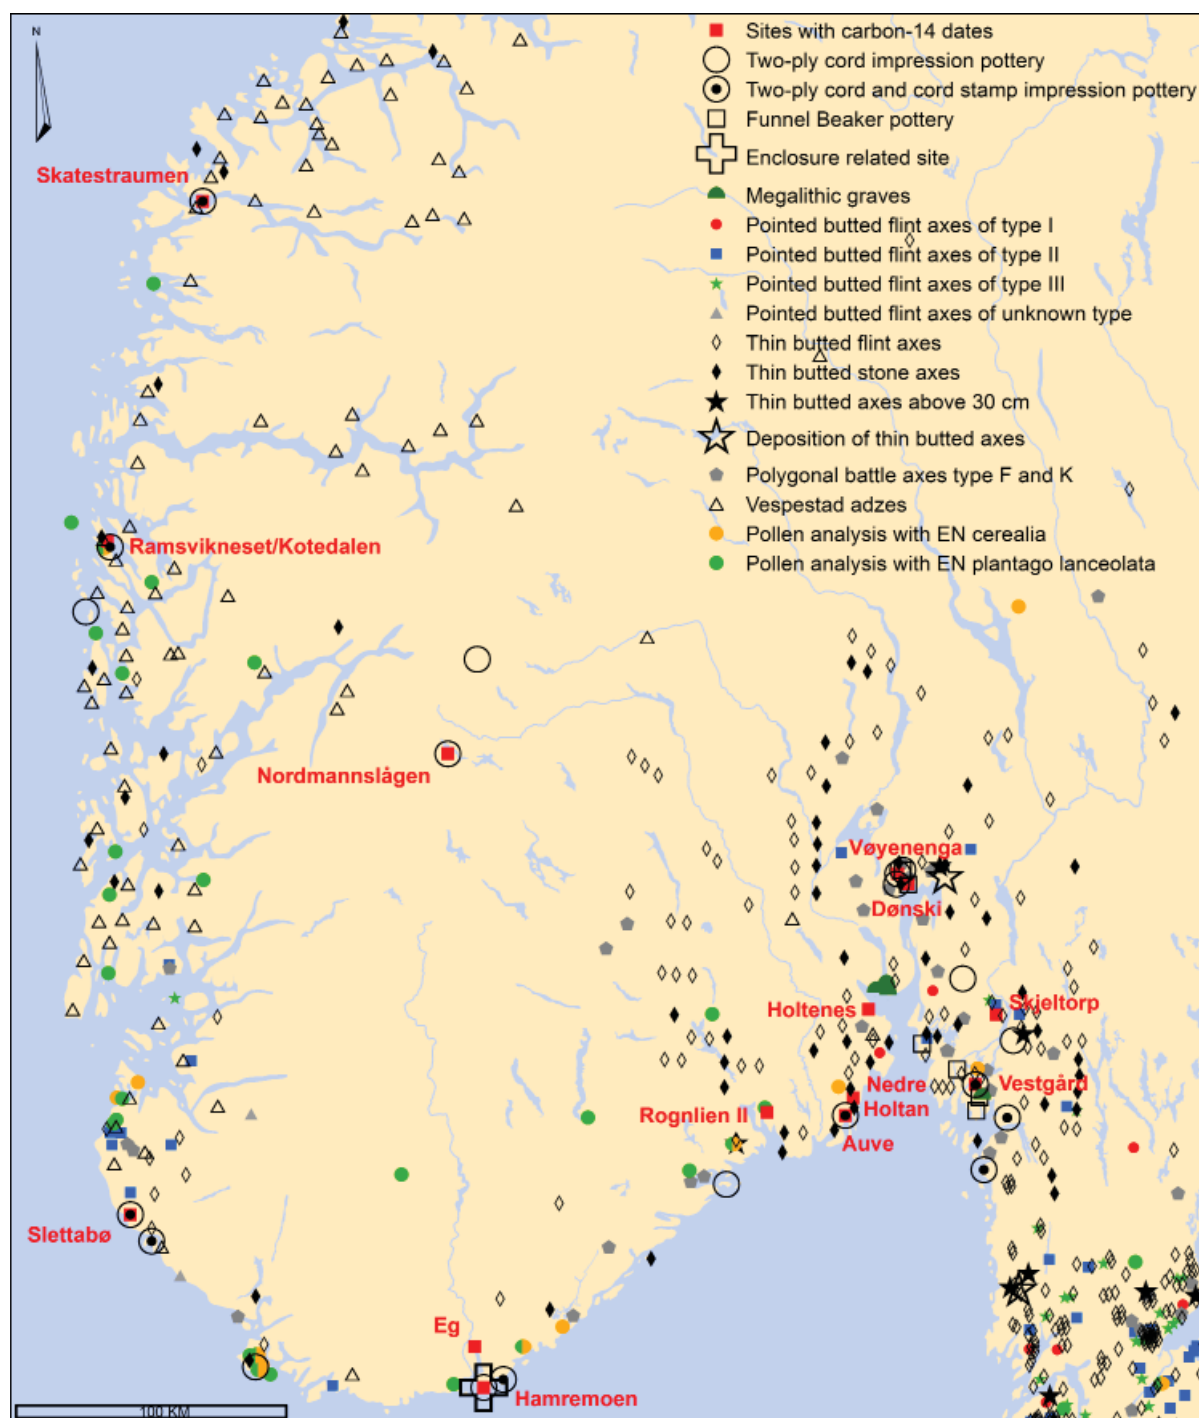 N
Sites with carbon-14 dates
Two-ply cord impression pottery
Two-ply cord and cord stamp impression pottery
Funnel Beaker pottery
Enclosure related site
Megalithic graves
Pointed butted flint axes of type I
Pointed butted flint axes of type II
Pointed butted flint axes of type III
Pointed butted flint axes of unknown type
Thin butted flint axes
Thin butted stone axes
Thin butted axes above 30 cm
Deposition of thin butted axes
Polygonal battle axes type F and K
Vespestad adzes
Pollen analysis with EN cerealia
Pollen analysis with EN plantago lanceolata
Skatestraumen
Ramsvikneset/Kotedalen
Nordmannslågen
Vøyenenga
Dønski
Holtenes
Skjeltorp
Nedre
Holtan
Vestgård
Rognlien II
Auve
Slettabø
Eg
Hamremoen
100 KM